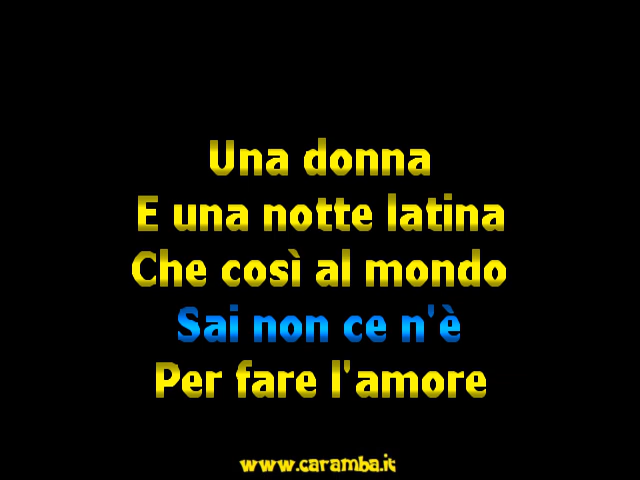 Una donna
E una notte latina
Che così al mondo
Sai non ce n'è
Per fare l'amore
www.caramba.it